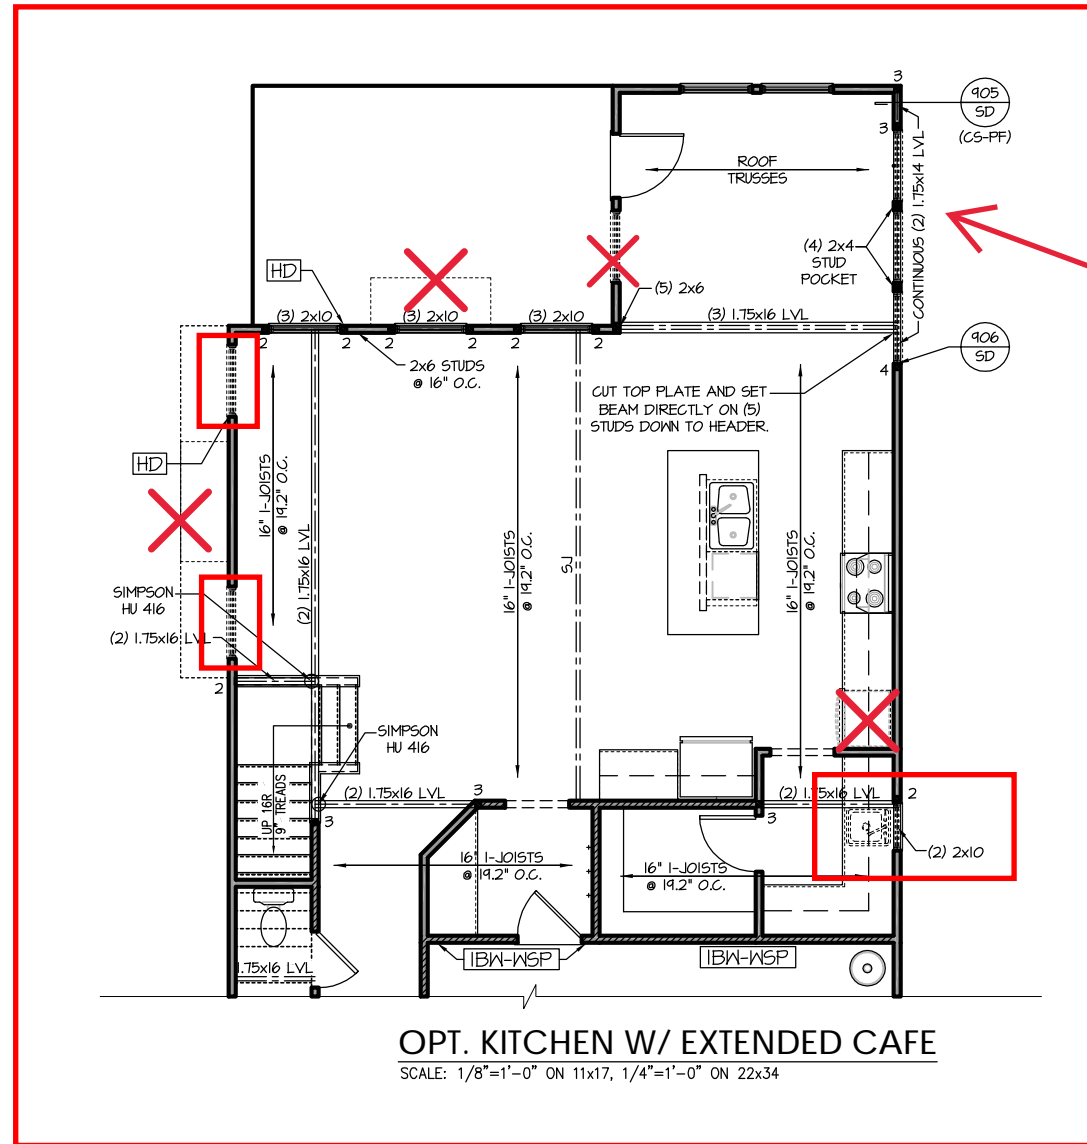 3
905
SD
(CS-PF)
3
ROOF
TRUSSES
CONTINUOUS (2) 1.75x14 LVL
(4) 2x4
STUD
POCKET
HD
(5) 2x6
(3) 2x10
(3) 2x10
(3) 2x10
(3) 1.75x16 LVL
2
2
2
2
2
2
906
SD
2x6 STUDS
@ 16" O.C.
4
CUT TOP PLATE AND SET
BEAM DIRECTLY ON (5)
STUDS DOWN TO HEADER.
HD
16" I-JOISTS
@ 19.2" O.C.
(2) 1.75x16 LVL
16" I-JOISTS
@ 19.2" O.C.
SJ
16" I-JOISTS
@ 19.2" O.C.
SIMPSON
HU 416
(2) 1.75x16 LVL
2
SIMPSON
HU 416
UP 16R
9" TREADS
(2) 1.75x16 LVL
3
3
(2) 1.75x16 LVL
3
2
(2) 2x10
16" I-JOISTS
@ 19.2" O.C.
16" I-JOISTS
@ 19.2" O.C.
IBW-WSP
IBW-WSP
1.75x16 LVL
OPT. KITCHEN W/ EXTENDED CAFE
SCALE: 1/8"=1'-0" ON 11x17, 1/4"=1'-0" ON 22x34